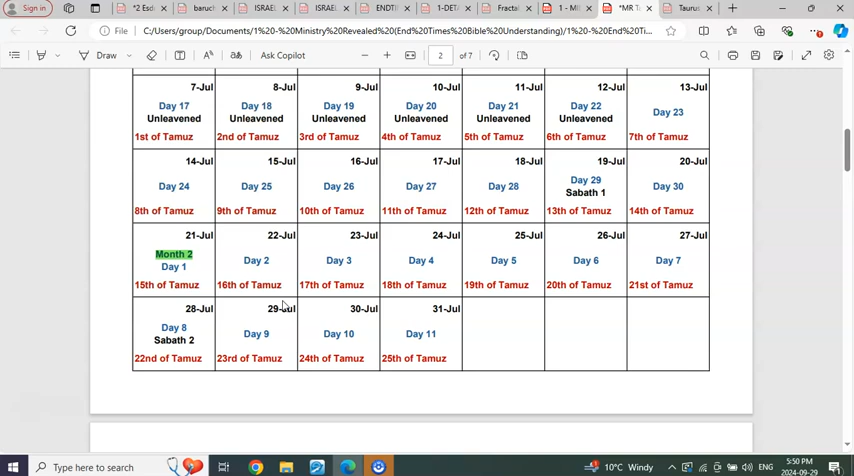 Sign in
*2 Esd
baruch
ISRAEL
ISRAEL
ENDTIN
1-DETA
Fractal
1 - MII
*MR Te
Taurus
File
C:/Users/group/Documents/1%20-%20Ministry%20Revealed%20(End%20Times%20Bible%20Understanding)/1%20-%20End%20Ti...
Draw
Ask Copilot
2
of 7
7-Jul 8-Jul 9-Jul 10-Jul 11-Jul 12-Jul 13-Jul
Day 17 Day 18 Day 19 Day 20 Day 21 Day 22 Day 23
Unleavened Unleavened Unleavened Unleavened Unleavened Unleavened
1st of Tamuz 2nd of Tamuz 3rd of Tamuz 4th of Tamuz 5th of Tamuz 6th of Tamuz 7th of Tamuz
14-Jul 15-Jul 16-Jul 17-Jul 18-Jul 19-Jul 20-Jul
Day 24 Day 25 Day 26 Day 27 Day 28 Day 29 Day 30
Sabath 1
8th of Tamuz 9th of Tamuz 10th of Tamuz 11th of Tamuz 12th of Tamuz 13th of Tamuz 14th of Tamuz
21-Jul 22-Jul 23-Jul 24-Jul 25-Jul 26-Jul 27-Jul
Month 2
Day 1 Day 2 Day 3 Day 4 Day 5 Day 6 Day 7
15th of Tamuz 16th of Tamuz 17th of Tamuz 18th of Tamuz 19th of Tamuz 20th of Tamuz 21st of Tamuz
28-Jul 29-Jul 30-Jul 31-Jul
Day 8 Day 9 Day 10 Day 11
Sabath 2
22nd of Tamuz 23rd of Tamuz 24th of Tamuz 25th of Tamuz
Type here to search
10°C Windy
ENG
5:50 PM
2024-09-29